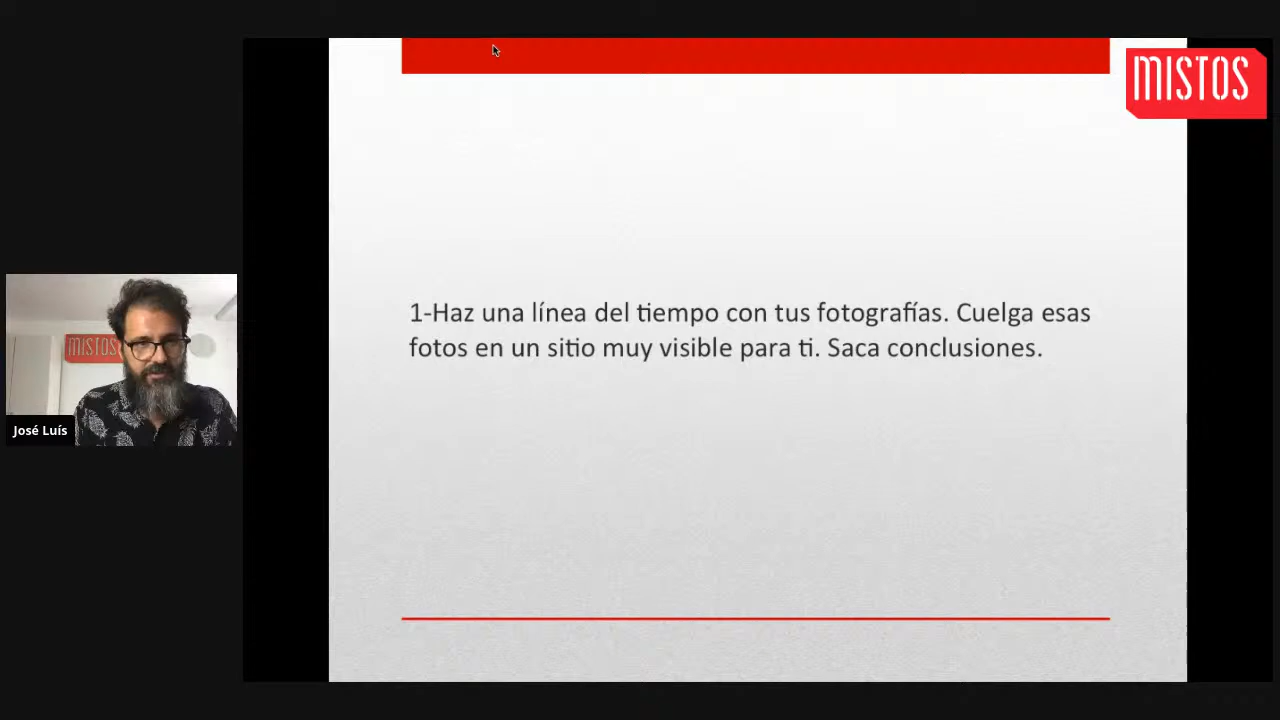 MISTOS
1-Haz una línea del tiempo con tus fotografías. Cuelga esas
fotos en un sitio muy visible para ti. Saca conclusiones.
MISTOS
José Luís